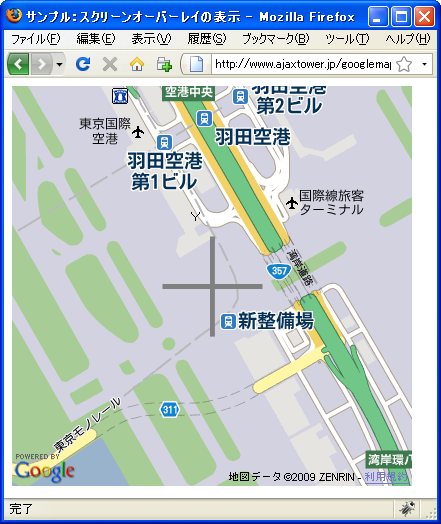 サンプル：スクリーンオーバーレイの表示 - Mozilla Firefox
ファイル(F) 編集(E) 表示(V) 履歴(S) ブックマーク(B) ツール(T) ヘルプ(H)
http://www.ajaxtower.jp/googlemap
空港中央
羽田空港
第2ビル
東京国際
空港
羽田空港
羽田空港
第1ビル
国際線旅客
ターミナル
湾岸道路
357
新整備場
311
東京モノレール
湾岸環八
POWERED BY
Google
地図データ ©2009 ZENRIN - 利用規約
完了